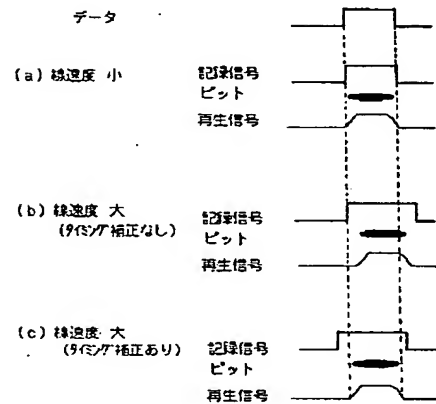 データ
(a) 線速度 小
記録信号
ピット
再生信号
(b) 線速度 大
(タイミング補正なし)
記録信号
ピット
再生信号
(c) 線速度 大
(タイミング補正あり)
記録信号
ピット
再生信号